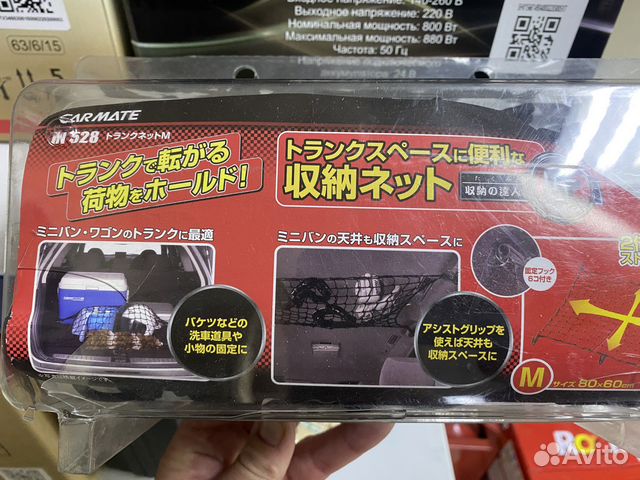 Входное напряжение: 140-260 В
Выходное напряжение: 220 В
Номинальная мощность: 800 Вт
Максимальная мощность: 880 Вт
Частота: 50 Гц
63/6/15
CARMATE
IN 528 トランクネットM
トランクで転がる
荷物をホールド!
トランクスペースに便利な
収納ネット
収納の達人
ミニバン・ワゴンのトランクに最適
ミニバンの天井も収納スペースに
固定フック
6コ付き
バケツなどの
洗車道具や
小物の固定に
アシストグリップを
使えば天井も
収納スペースに
M サイズ 80×60cm
Avito